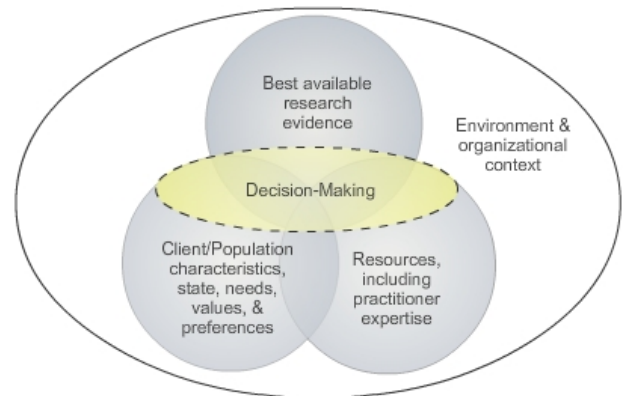 Best available
research
evidence
Environment &
organizational
context
Decision-Making
Client/Population
characteristics,
state, needs,
values, &
preferences
Resources,
including
practitioner
expertise